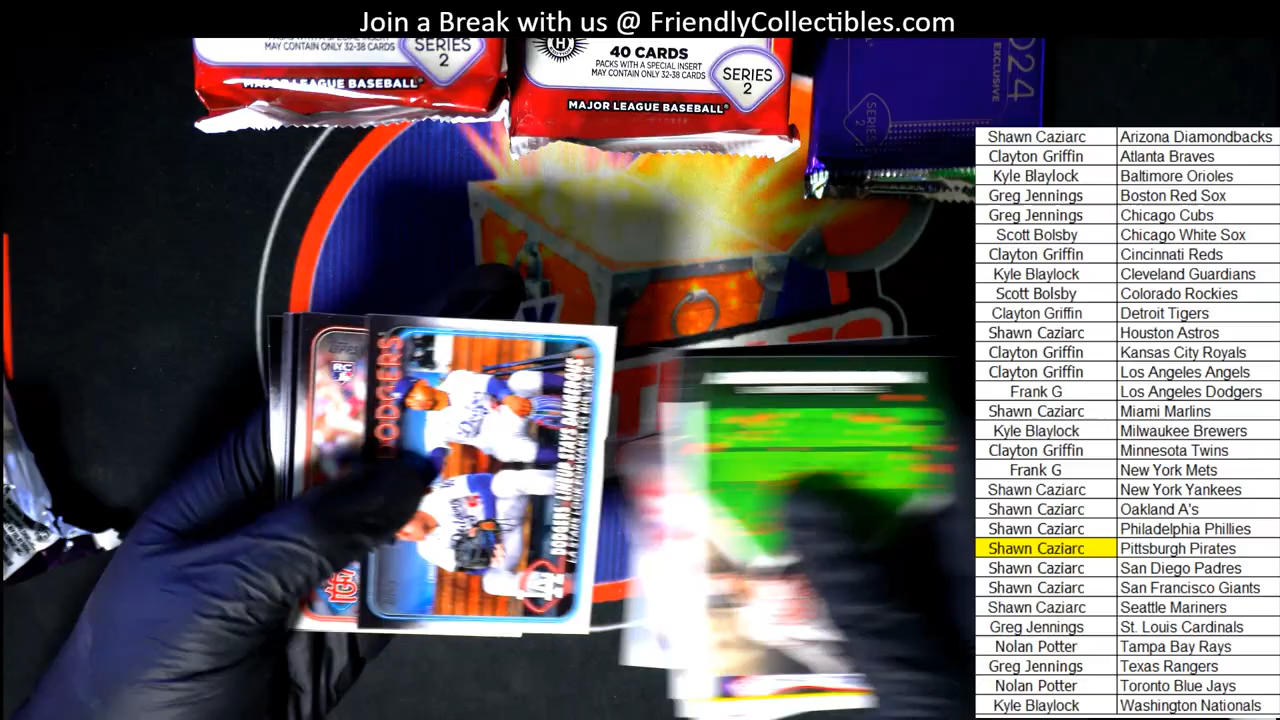 Join a Break with us @ FriendlyCollectibles.com
PACKS WITH A SPECIAL INSERT
MAY CONTAIN ONLY 32-38 CARDS
SERIES
2
MAJOR LEAGUE BASEBALL
40 CARDS
PACKS WITH A SPECIAL INSERT
MAY CONTAIN ONLY 32-38 CARDS
SERIES
2
MAJOR LEAGUE BASEBALL
EXCLUSIVE
SERIES
Shawn Caziarc Arizona Diamondbacks
Clayton Griffin Atlanta Braves
Kyle Blaylock Baltimore Orioles
Greg Jennings Boston Red Sox
Greg Jennings Chicago Cubs
Scott Bolsby Chicago White Sox
Clayton Griffin Cincinnati Reds
Kyle Blaylock Cleveland Guardians
Scott Bolsby Colorado Rockies
Clayton Griffin Detroit Tigers
Shawn Caziarc Houston Astros
Clayton Griffin Kansas City Royals
Clayton Griffin Los Angeles Angels
Frank G Los Angeles Dodgers
Shawn Caziarc Miami Marlins
Kyle Blaylock Milwaukee Brewers
Clayton Griffin Minnesota Twins
Frank G New York Mets
Shawn Caziarc New York Yankees
Shawn Caziarc Oakland A's
Shawn Caziarc Philadelphia Phillies
Shawn Caziarc Pittsburgh Pirates
Shawn Caziarc San Diego Padres
Shawn Caziarc San Francisco Giants
Shawn Caziarc Seattle Mariners
Greg Jennings St. Louis Cardinals
Nolan Potter Tampa Bay Rays
Greg Jennings Texas Rangers
Nolan Potter Toronto Blue Jays
Kyle Blaylock Washington Nationals
RC
DODGERS